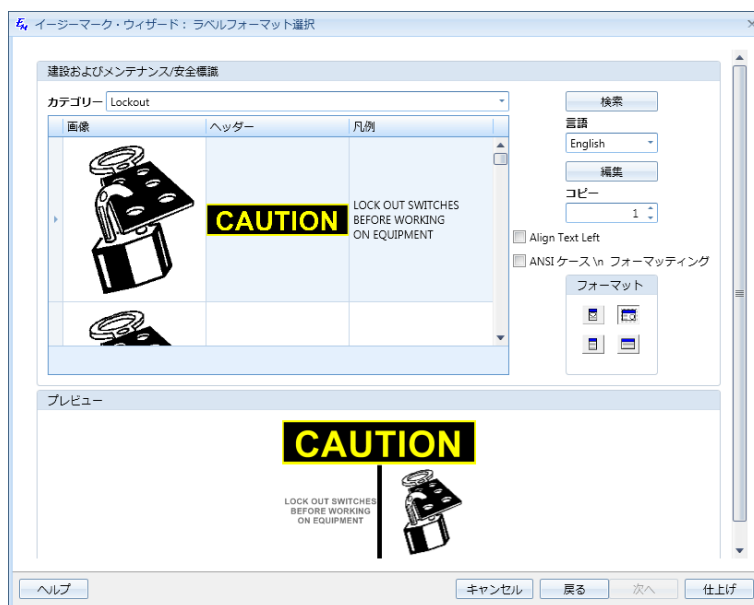 イージーマーク・ウィザード： ラベルフォーマット選択
建設およびメンテナンス/安全標識
カテゴリー Lockout
画像 ヘッダー 凡例
CAUTION
LOCK OUT SWITCHES
BEFORE WORKING
ON EQUIPMENT
検索
言語
English
編集
コピー
1
Align Text Left
ANSI ケース \n フォーマッティング
フォーマット
プレビュー
CAUTION
LOCK OUT SWITCHES
BEFORE WORKING
ON EQUIPMENT
ヘルプ キャンセル 戻る 次へ 仕上げ